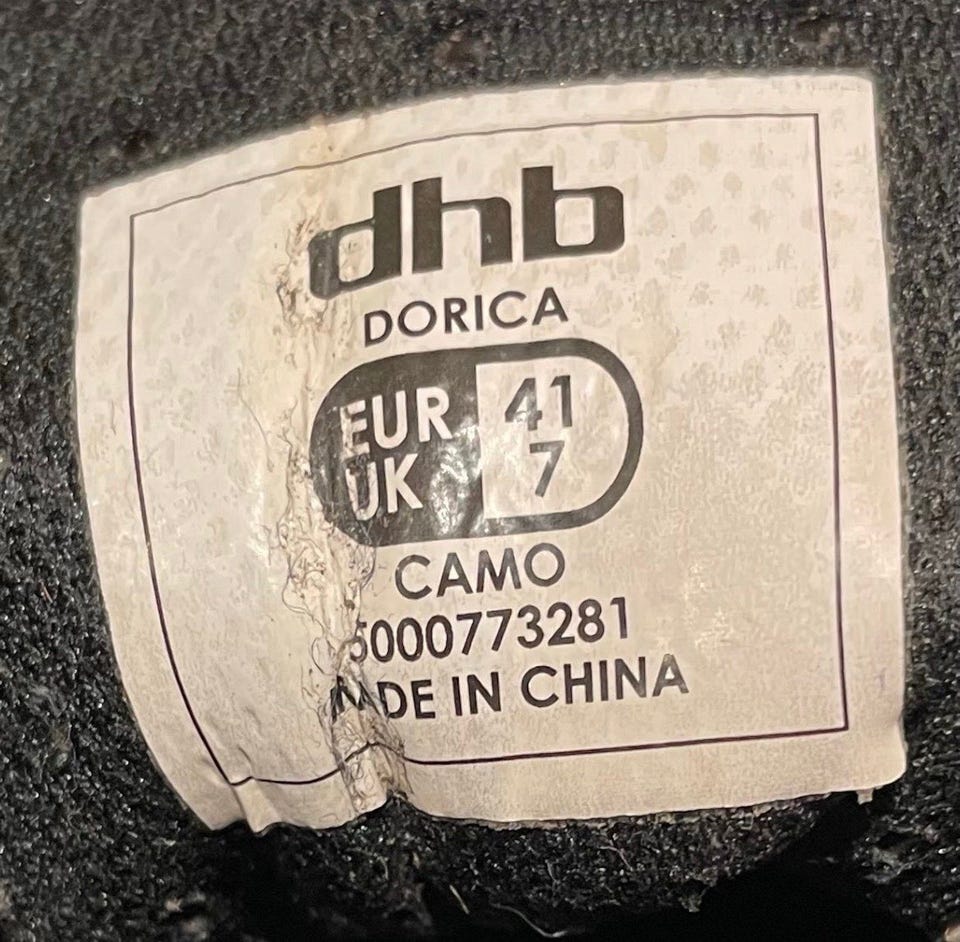 dhb
DORICA
EUR 41
UK 7
CAMO
5000773281
MADE IN CHINA